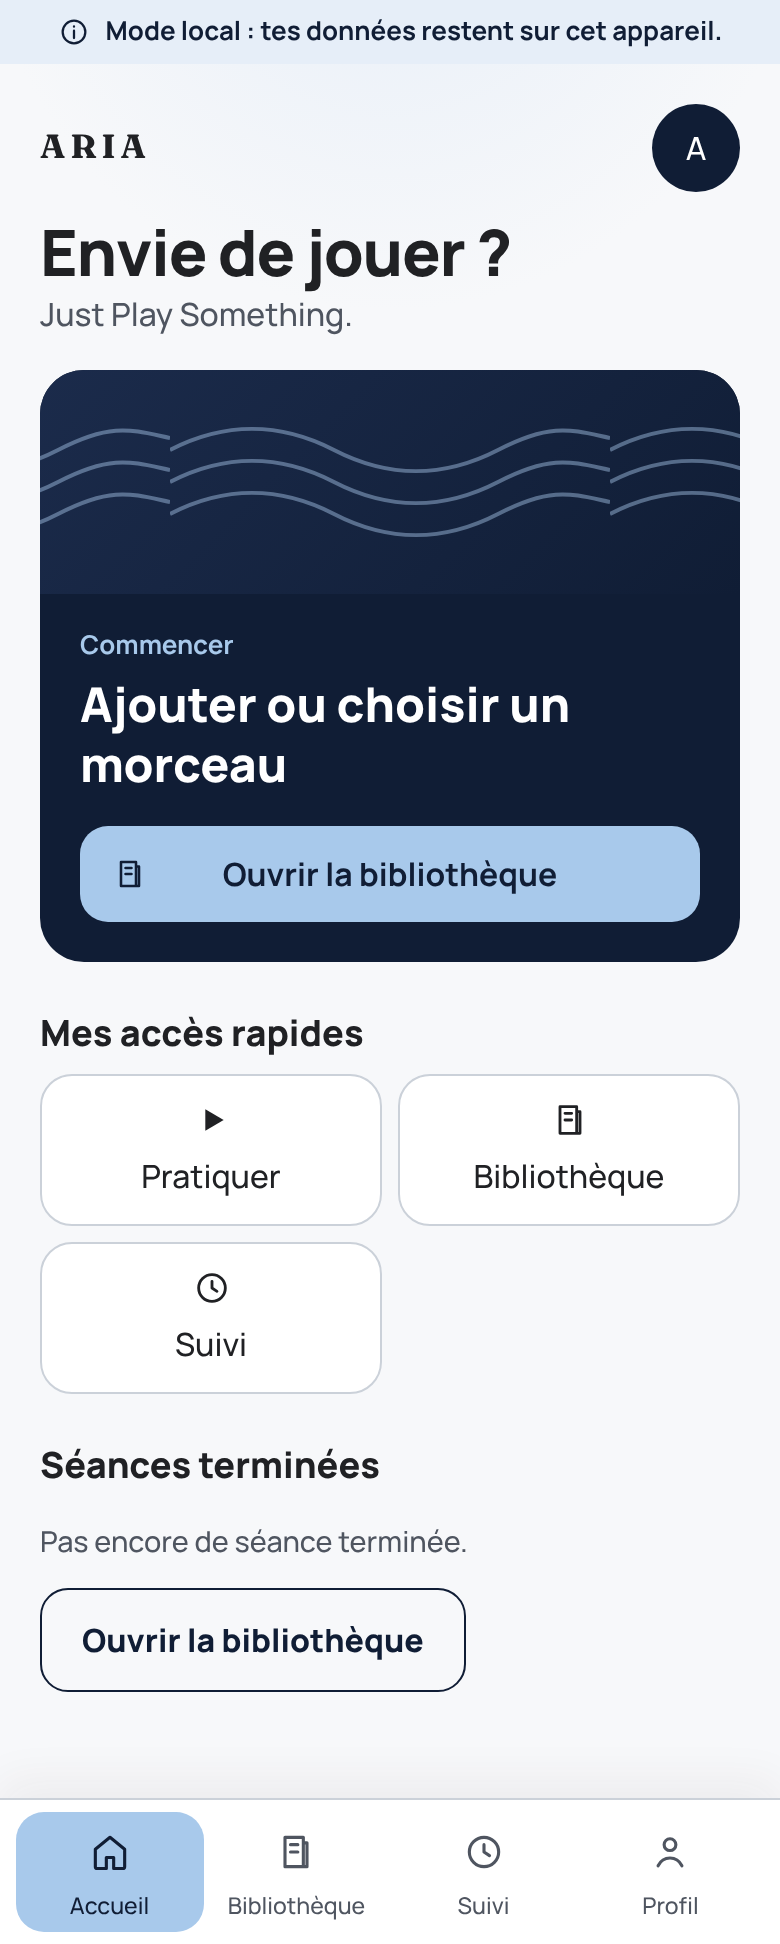 Mode local : tes données restent sur cet appareil.
ARIA
A
Envie de jouer ?
Just Play Something.
Commencer
Ajouter ou choisir un
morceau
Ouvrir la bibliothèque
Mes accès rapides
Pratiquer
Bibliothèque
Suivi
Séances terminées
Pas encore de séance terminée.
Ouvrir la bibliothèque
Accueil
Bibliothèque
Suivi
Profil